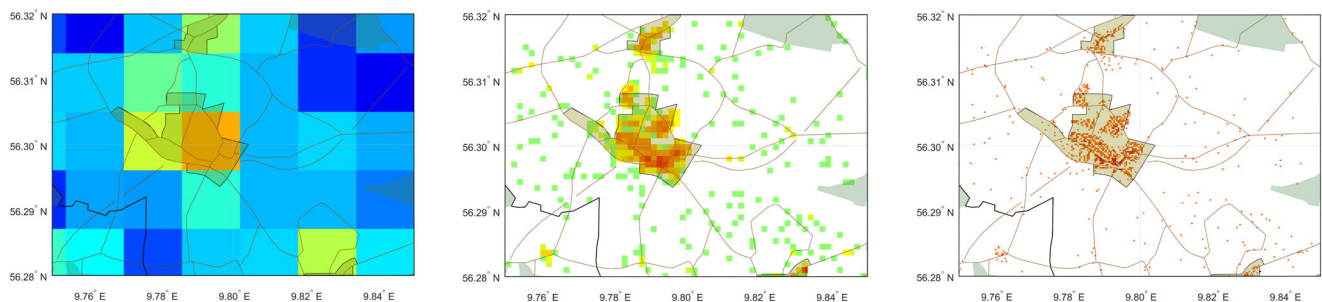 56.32° N
56.31° N
56.30° N
56.29° N
56.28° N
9.76° E
9.78° E
9.80° E
9.82° E
9.84° E
56.32° N
56.31° N
56.30° N
56.29° N
56.28° N
9.76° E
9.78° E
9.80° E
9.82° E
9.84° E
56.32° N
56.31° N
56.30° N
56.29° N
56.28° N
9.76° E
9.78° E
9.80° E
9.82° E
9.84° E